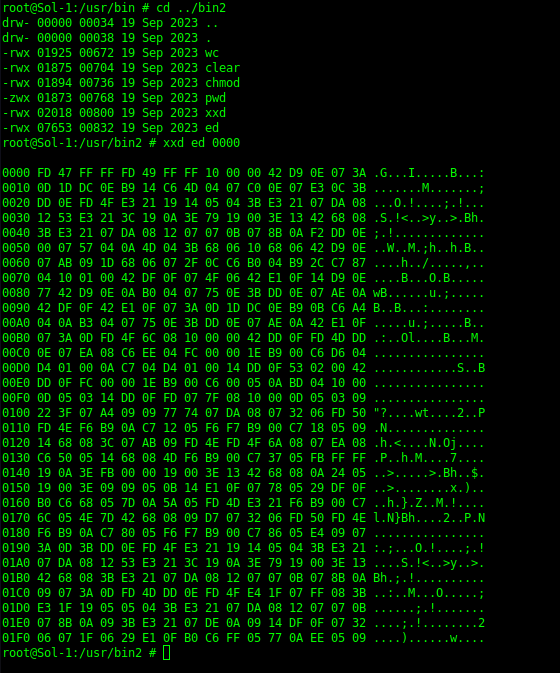 root@Sol-1:/usr/bin # cd ../bin2
drw- 00000 00034 19 Sep 2023 ..
drw- 00000 00038 19 Sep 2023 .
-rwx 01925 00672 19 Sep 2023 wc
-rwx 01875 00704 19 Sep 2023 clear
-rwx 01894 00736 19 Sep 2023 chmod
-zwx 01873 00768 19 Sep 2023 pwd
-rwx 02018 00800 19 Sep 2023 xxd
-rwx 07653 00832 19 Sep 2023 ed
root@Sol-1:/usr/bin2 # xxd ed 0000
0000 FD 47 FF FF FD 49 FF FF 10 00 00 42 D9 0E 07 3A .G...I.....B...:
0010 0D 1D DC 0E B9 14 C6 4D 04 07 C0 0E 07 E3 0C 3B .......M.......;
0020 DD 0E FD 4F E3 21 19 14 05 04 3B E3 21 07 DA 08 ...O.!....;.!...
0030 12 53 E3 21 3C 19 0A 3E 79 19 00 3E 13 42 68 08 .S.!<..>y..>.Bh.
0040 3B E3 21 07 DA 08 12 07 07 0B 07 8B 0A F2 DD 0E ;.!.............
0050 00 07 57 04 0A 4D 04 3B 68 06 10 68 06 42 D9 0E ..W..M.;h..h.B..
0060 07 AB 09 1D 68 06 07 2F 0C C6 B0 04 B9 2C C7 87 ....h../.....,..
0070 04 10 01 00 42 DF 0F 07 4F 06 42 E1 0F 14 D9 0E ....B...O.B.....
0080 77 42 D9 0E 0A B0 04 07 75 0E 3B DD 0E 07 AE 0A wB......u.;.....
0090 42 DF 0F 42 E1 0F 07 3A 0D 1D DC 0E B9 0B C6 A4 B..B...:........
00A0 04 0A B3 04 07 75 0E 3B DD 0E 07 AE 0A 42 E1 0F .....u.;.....B..
00B0 07 3A 0D FD 4F 6C 08 10 00 00 42 DD 0F FD 4D DD .:..Ol....B...M.
00C0 0E 07 EA 08 C6 EE 04 FC 00 00 1E B9 00 C6 D6 04 ................
00D0 D4 01 00 0A C7 04 D4 01 00 14 DD 0F 53 02 00 42 ............S..B
00E0 DD 0F FC 00 00 1E B9 00 C6 00 05 0A BD 04 10 00 ................
00F0 0D 05 03 14 DD 0F FD 07 7F 08 10 00 0D 05 03 09 ................
0100 22 3F 07 A4 09 09 77 74 07 DA 08 07 32 06 FD 50 "?....wt....2..P
0110 FD 4E F6 B9 0A C7 12 05 F6 F7 B9 00 C7 18 05 09 .N..............
0120 14 68 08 3C 07 AB 09 FD 4E FD 4F 6A 08 07 EA 08 .h.<....N.Oj....
0130 C6 50 05 14 68 08 4D F6 B9 00 C7 37 05 FB FF FF .P..h.M....7....
0140 19 0A 3E FB 00 00 19 00 3E 13 42 68 08 0A 24 05 ..>.....>.Bh..$.
0150 19 00 3E 09 09 05 0B 14 E1 0F 07 78 05 29 DF 0F ..>........x.)..
0160 B0 C6 68 05 7D 0A 5A 05 FD 4D E3 21 F6 B9 00 C7 ..h.}.Z..M.!....
0170 6C 05 4E 7D 42 68 08 09 D7 07 32 06 FD 50 FD 4E l.N}Bh....2..P.N
0180 F6 B9 0A C7 80 05 F6 F7 B9 00 C7 86 05 E4 09 07 ................
0190 3A 0D 3B DD 0E FD 4F E3 21 19 14 05 04 3B E3 21 :.;...O.!....;.!
01A0 07 DA 08 12 53 E3 21 3C 19 0A 3E 79 19 00 3E 13 ....S.!<..>y..>.
01B0 42 68 08 3B E3 21 07 DA 08 12 07 07 0B 07 8B 0A Bh.;.!..........
01C0 09 07 3A 0D FD 4D DD 0E FD 4F E4 1F 07 FF 08 3B ..:..M...O.....;
01D0 E3 1F 19 05 05 04 3B E3 21 07 DA 08 12 07 07 0B ......;.!.......
01E0 07 8B 0A 09 3B E3 21 07 DE 0A 09 14 DF 0F 07 32 ....;.!........2
01F0 06 07 1F 06 29 E1 0F B0 C6 FF 05 77 0A EE 05 09 ....)......w....
root@Sol-1:/usr/bin2 #